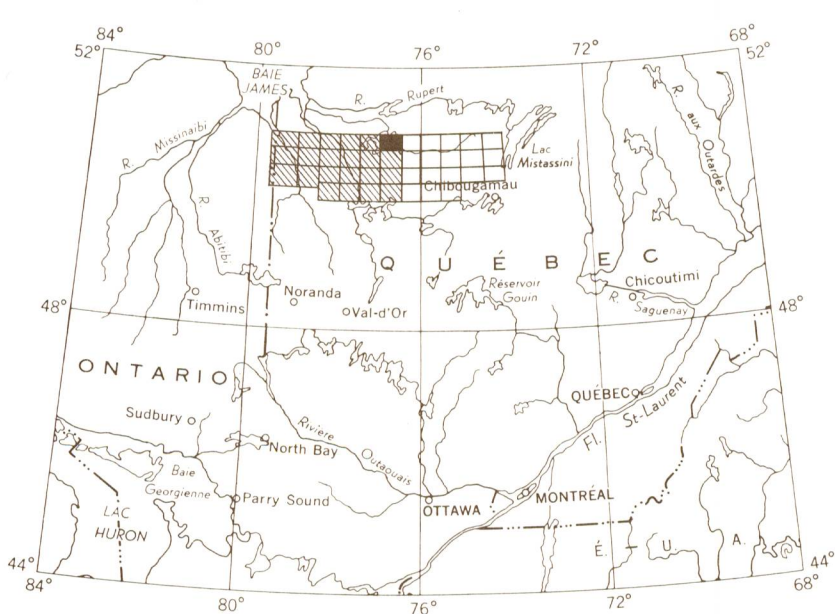 84°
80°
76°
72°
68°
52°
52°
BAIE
JAMES
R. Rupert
R. Missinaibi
R. aux Outardes
Lac
Mistassini
Chibougamau
R. Abitibi
QUÉBEC
Chicoutimi
Réservoir
Gouin
R. Saguenay
Noranda
Timmins
Val-d'Or
48°
48°
ONTARIO
QUÉBEC
Fl. St-Laurent
Sudbury
Rivière Outaouais
North Bay
Baie
Georgienne
Parry Sound
OTTAWA
MONTRÉAL
LAC
HURON
É. U. A.
44°
44°
84°
80°
76°
72°
68°